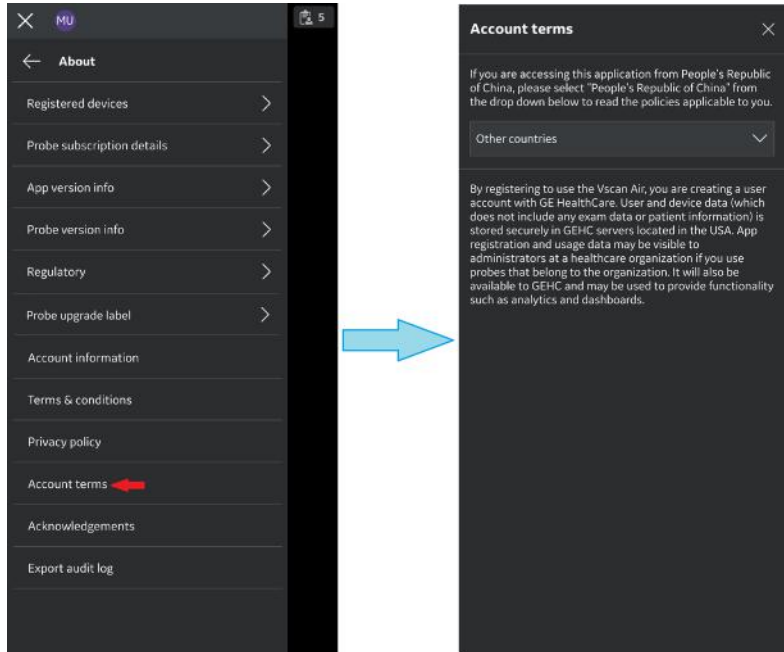 MU
5
About
Registered devices
Probe subscription details
App version info
Probe version info
Regulatory
Probe upgrade label
Account information
Terms & conditions
Privacy policy
Account terms
Acknowledgements
Export audit log
Account terms
If you are accessing this application from People's Republic
of China, please select "People's Republic of China" from
the drop down below to read the policies applicable to you.
Other countries
By registering to use the Vscan Air, you are creating a user
account with GE HealthCare. User and device data (which
does not include any exam data or patient information) is
stored securely in GEHC servers located in the USA. App
registration and usage data may be visible to
administrators at a healthcare organization if you use
probes that belong to the organization. It will also be
available to GEHC and may be used to provide functionality
such as analytics and dashboards.